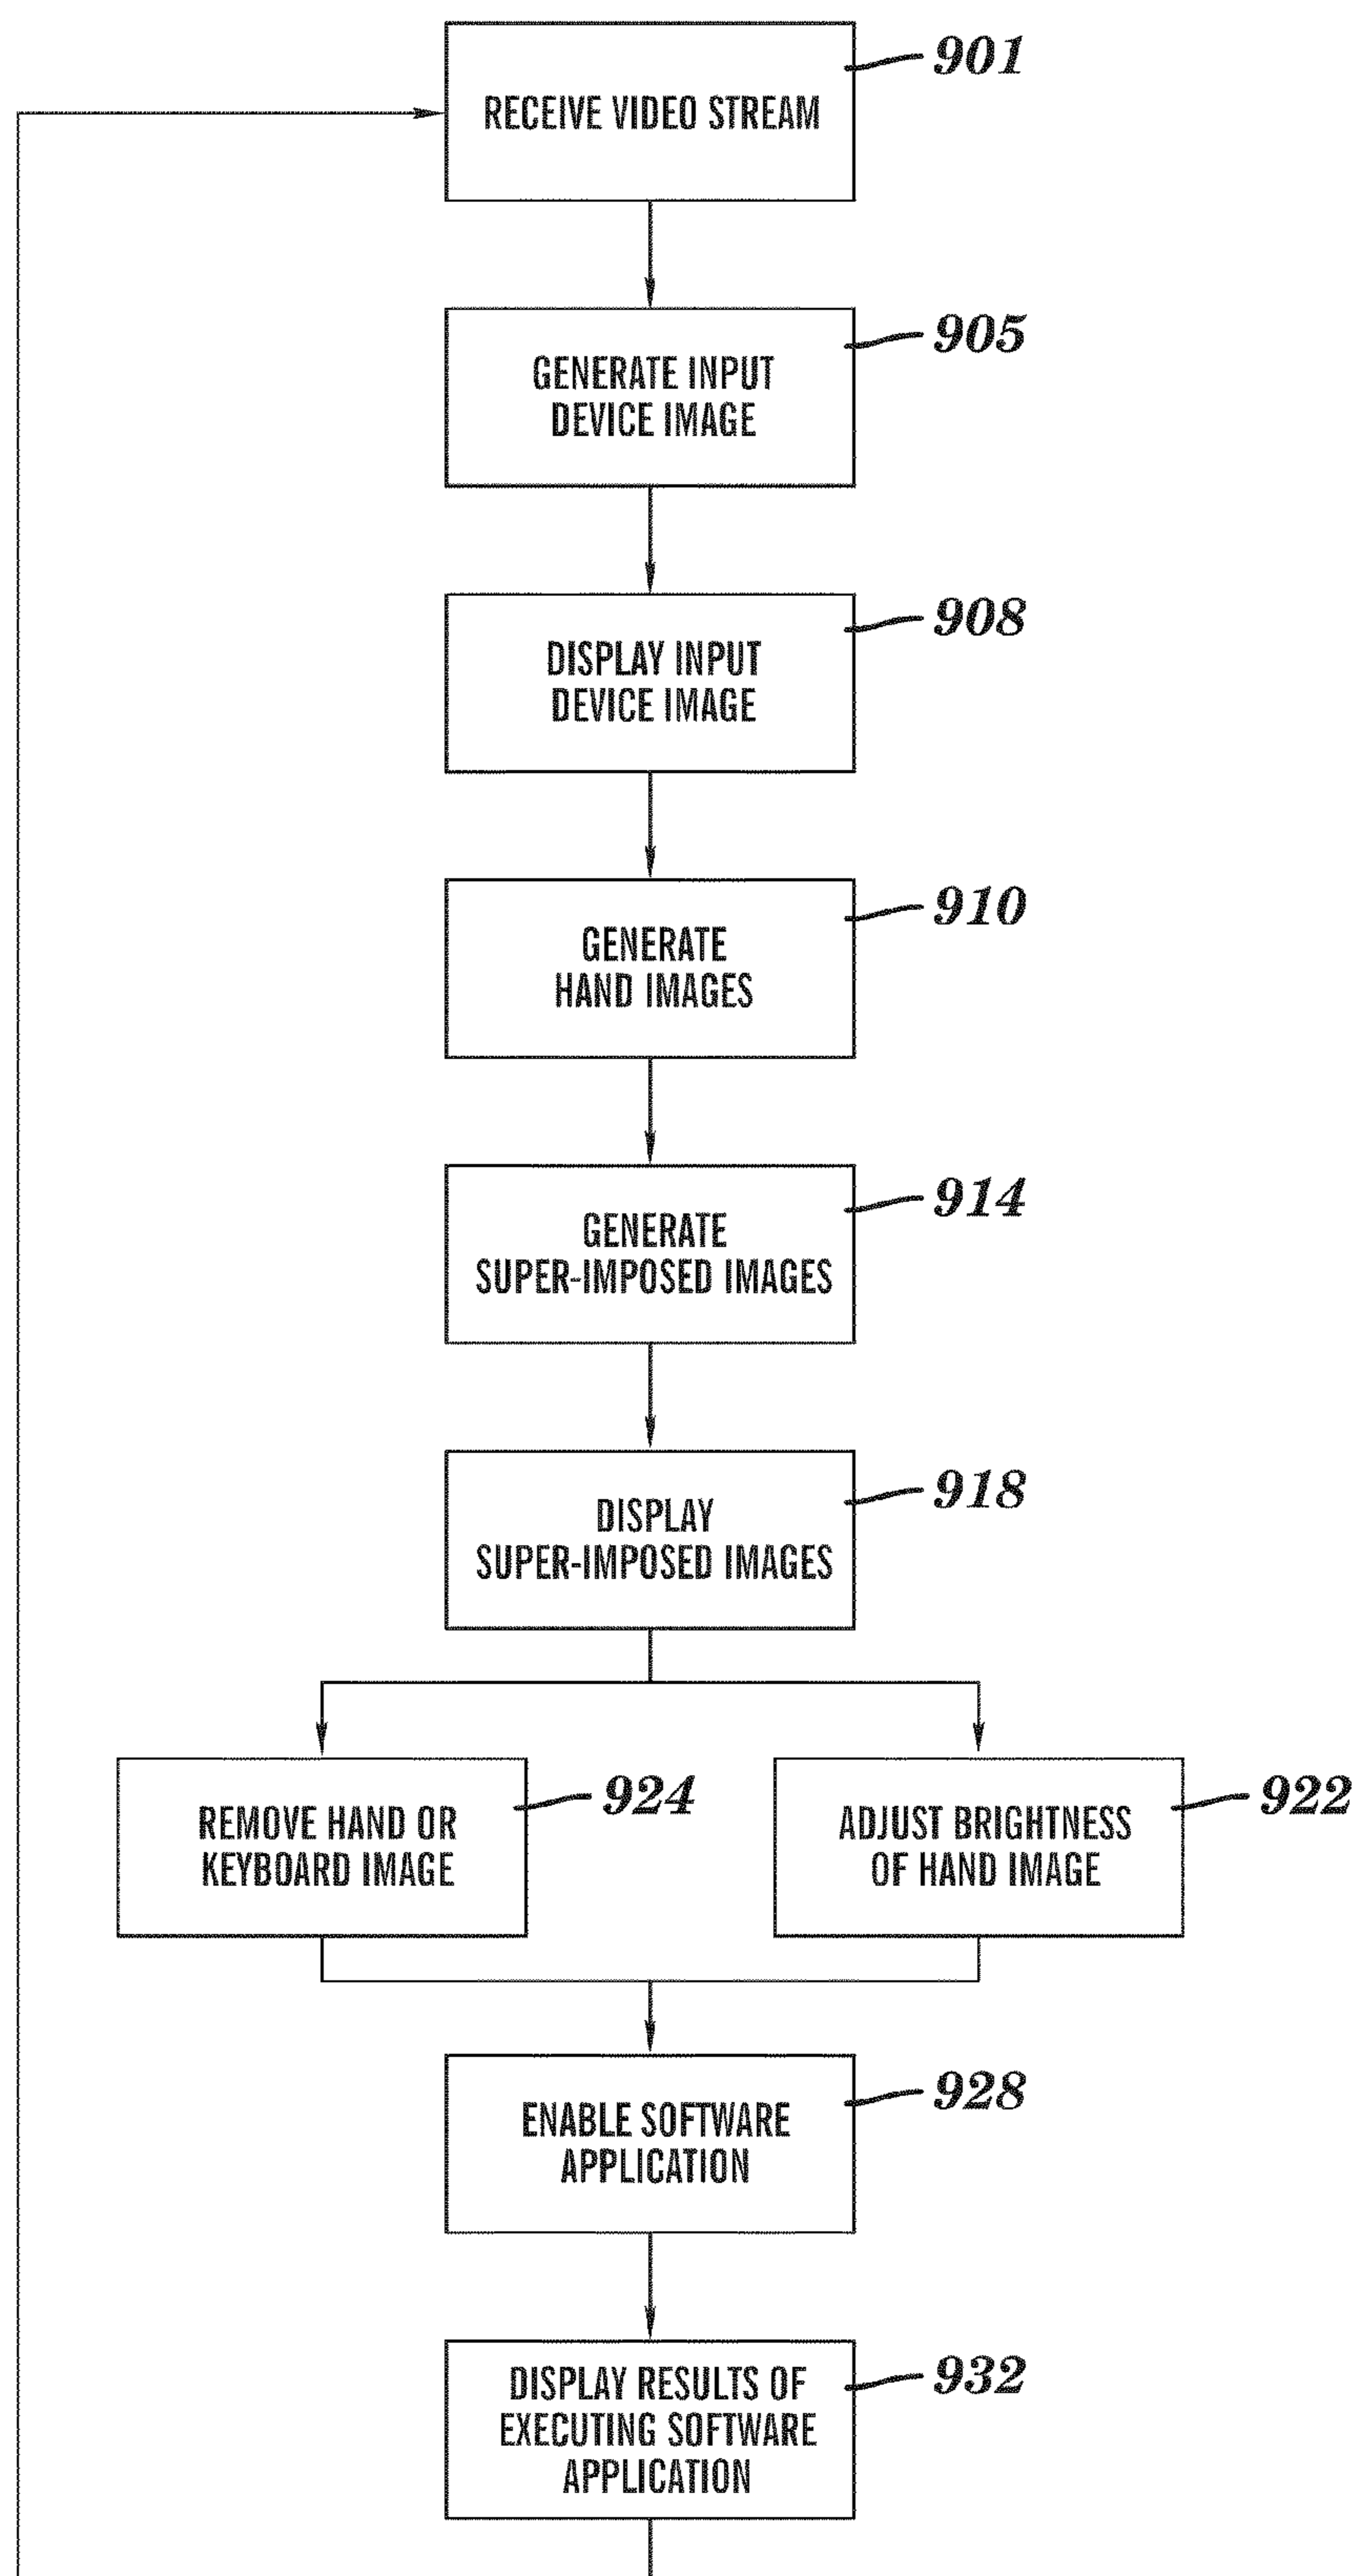 901
RECEIVE VIDEO STREAM
905
GENERATE INPUT
DEVICE IMAGE
908
DISPLAY INPUT
DEVICE IMAGE
910
GENERATE
HAND IMAGES
914
GENERATE
SUPER-IMPOSED IMAGES
918
DISPLAY
SUPER-IMPOSED IMAGES
924
REMOVE HAND OR
KEYBOARD IMAGE
922
ADJUST BRIGHTNESS
OF HAND IMAGE
928
ENABLE SOFTWARE
APPLICATION
932
DISPLAY RESULTS OF
EXECUTING SOFTWARE
APPLICATION